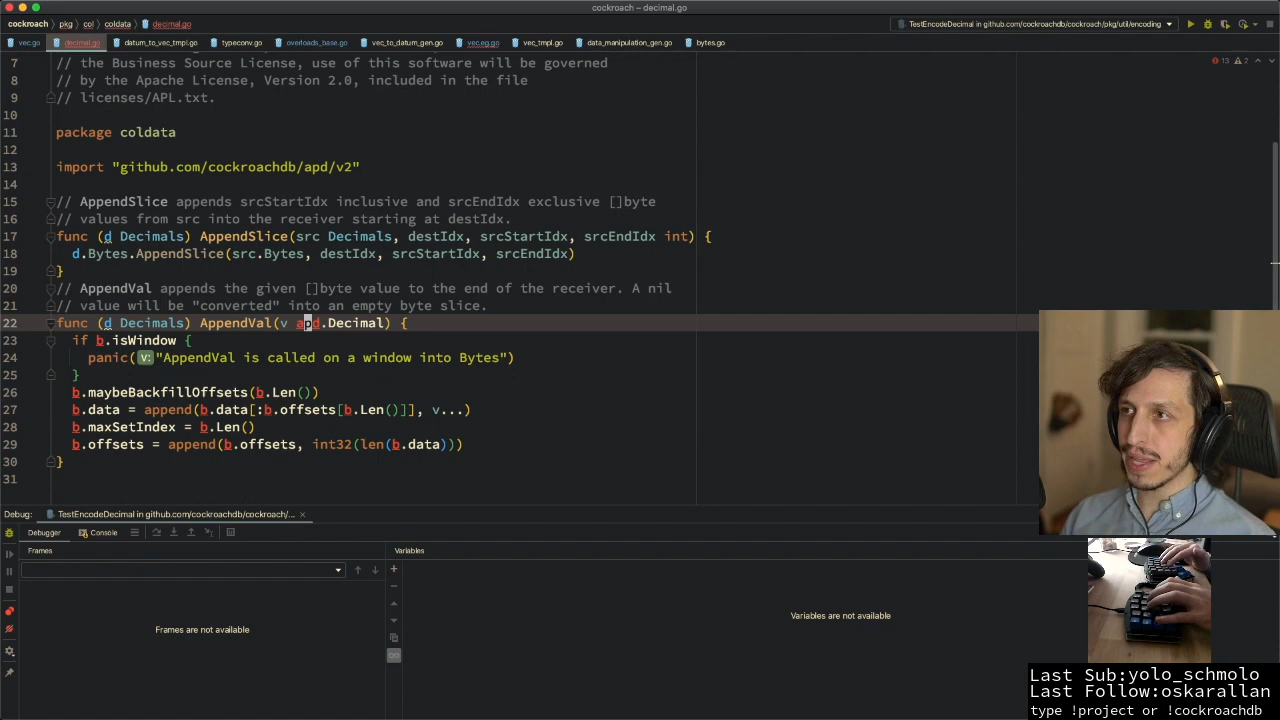 cockroach – decimal.go
cockroach › pkg › col › coldata › decimal.go
TestEncodeDecimal in github.com/cockroachdb/cockroach/pkg/util/encoding
vec.go decimal.go datum_to_vec_tmpl.go typeconv.go overloads_base.go vec_to_datum_gen.go vec.eg.go vec_tmpl.go data_manipulation_gen.go bytes.go
13 2
7 // the Business Source License, use of this software will be governed
8 // by the Apache License, Version 2.0, included in the file
9 // licenses/APL.txt.
10
11 package coldata
12
13 import "github.com/cockroachdb/apd/v2"
14
15 // AppendSlice appends srcStartIdx inclusive and srcEndIdx exclusive []byte
16 // values from src into the receiver starting at destIdx.
17 func (d Decimals) AppendSlice(src Decimals, destIdx, srcStartIdx, srcEndIdx int) {
18 d.Bytes.AppendSlice(src.Bytes, destIdx, srcStartIdx, srcEndIdx)
19 }
20 // AppendVal appends the given []byte value to the end of the receiver. A nil
21 // value will be "converted" into an empty byte slice.
22 func (d Decimals) AppendVal(v apd.Decimal) {
23 if b.isWindow {
24 panic( v: "AppendVal is called on a window into Bytes")
25 }
26 b.maybeBackfillOffsets(b.Len())
27 b.data = append(b.data[:b.offsets[b.Len()]], v...)
28 b.maxSetIndex = b.Len()
29 b.offsets = append(b.offsets, int32(len(b.data)))
30 }
31
Debug: TestEncodeDecimal in github.com/cockroachdb/cockroach/...
Debugger Console
Frames Variables
Frames are not available
Variables are not available
Last Sub:yolo_schmolo
Last Follow:oskarallan
type !project or !cockroachdb